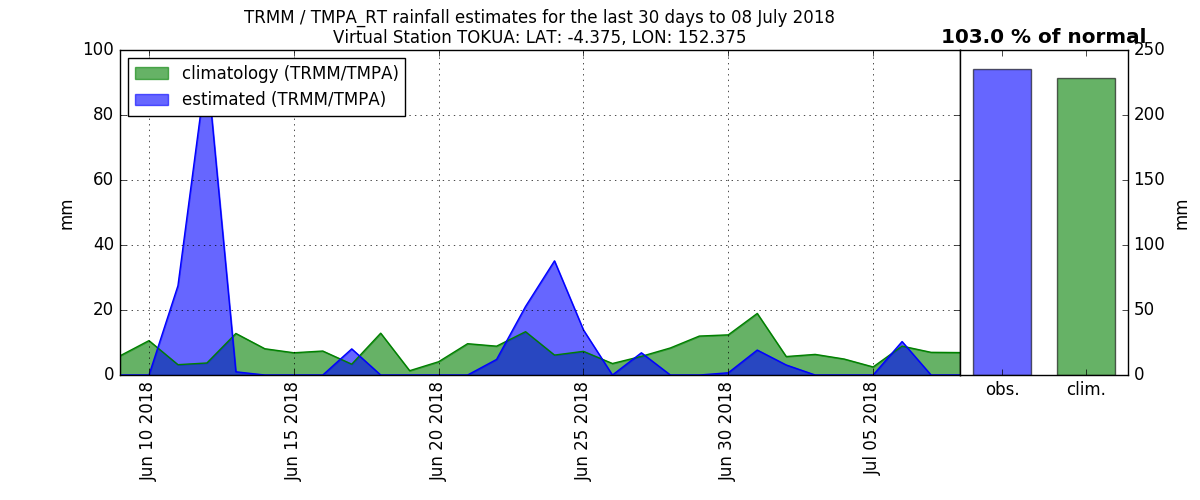 TRMM / TMPA_RT rainfall estimates for the last 30 days to 08 July 2018
Virtual Station TOKUA: LAT: -4.375, LON: 152.375
103.0 % of normal
climatology (TRMM/TMPA)
estimated (TRMM/TMPA)
100
80
60
40
20
0
mm
Jun 10 2018
Jun 15 2018
Jun 20 2018
Jun 25 2018
Jun 30 2018
Jul 05 2018
250
200
150
100
50
0
mm
obs.
clim.